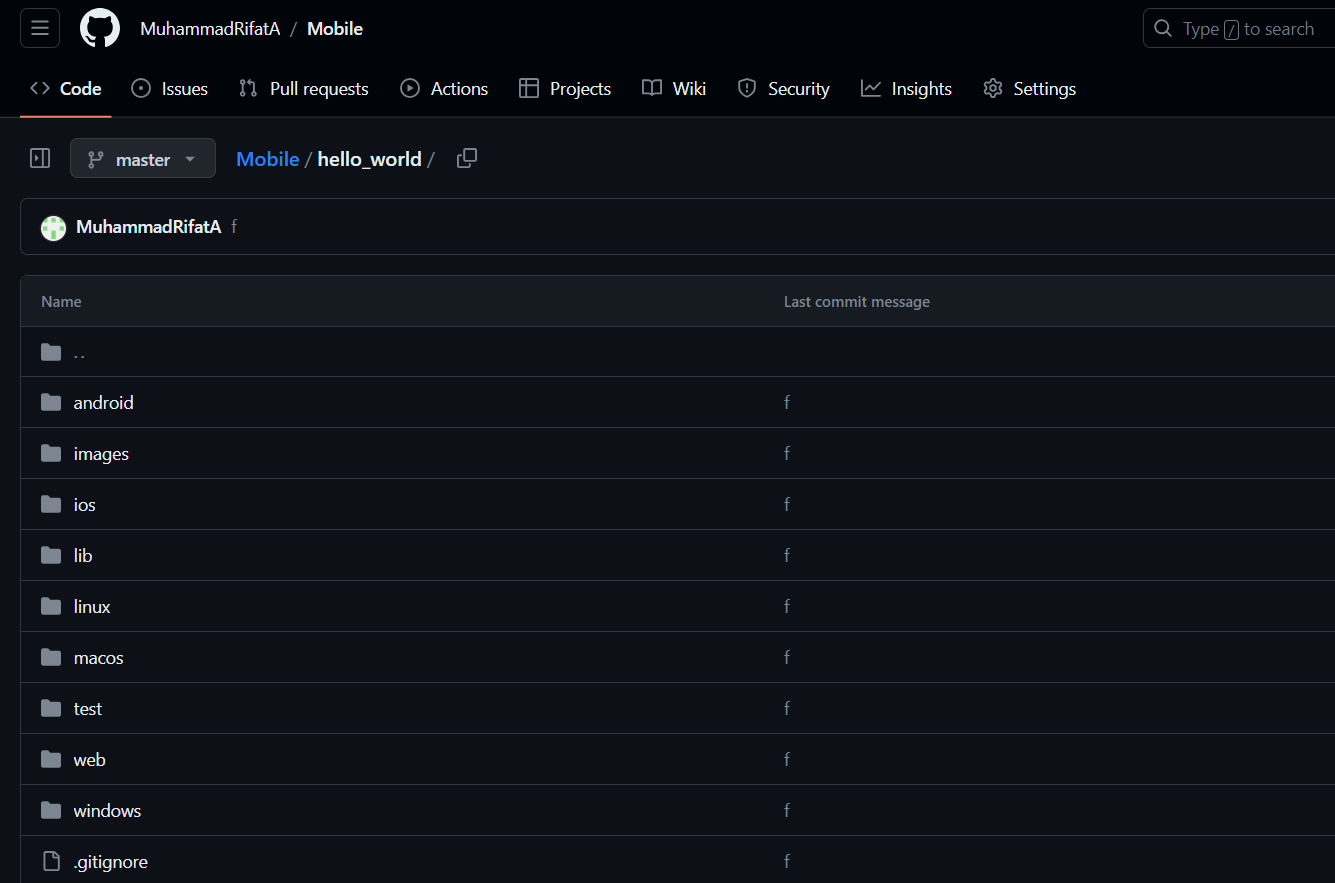 MuhammadRifatA / Mobile
Type / to search
Code Issues Pull requests Actions Projects Wiki Security Insights Settings
master Mobile / hello_world /
MuhammadRifatA f
Name Last commit message
..
android f
images f
ios f
lib f
linux f
macos f
test f
web f
windows f
.gitignore f